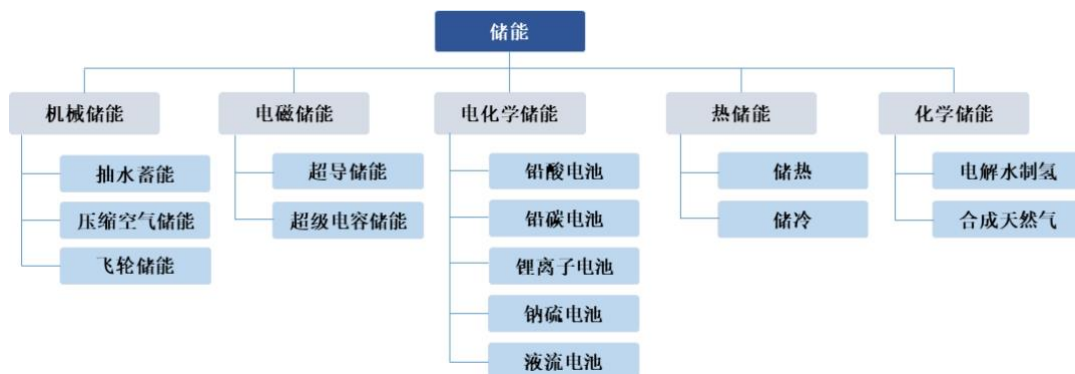 储能
机械储能
电磁储能
电化学储能
热储能
化学储能
抽水蓄能
压缩空气储能
飞轮储能
超导储能
超级电容储能
铅酸电池
铅碳电池
锂离子电池
钠硫电池
液流电池
储热
储冷
电解水制氢
合成天然气